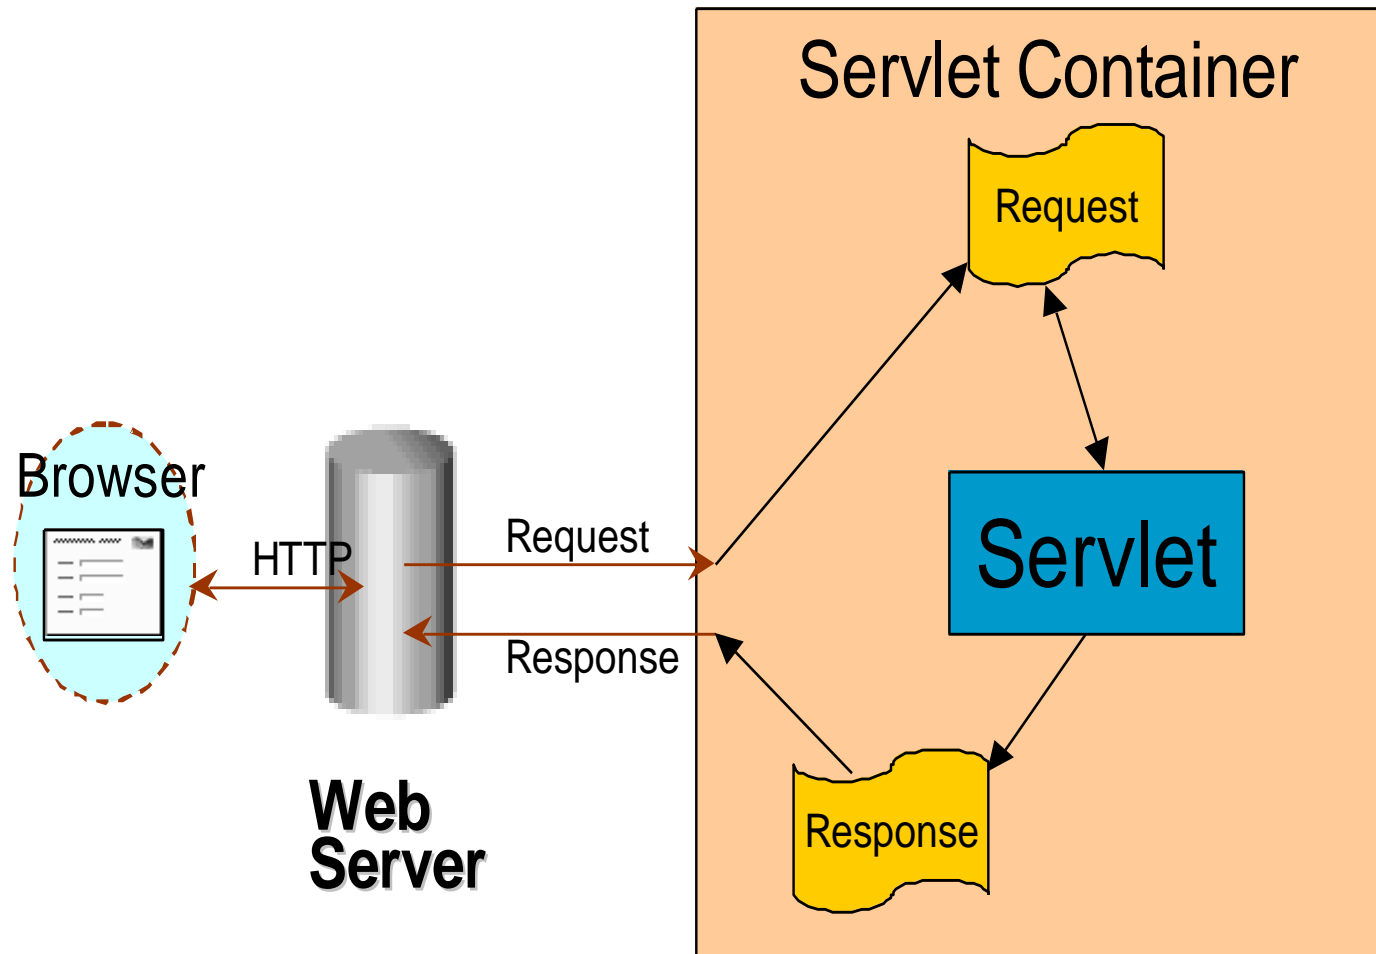 Servlet Container
Request
Browser
HTTP
Request
Servlet
Response
Web
Server
Response